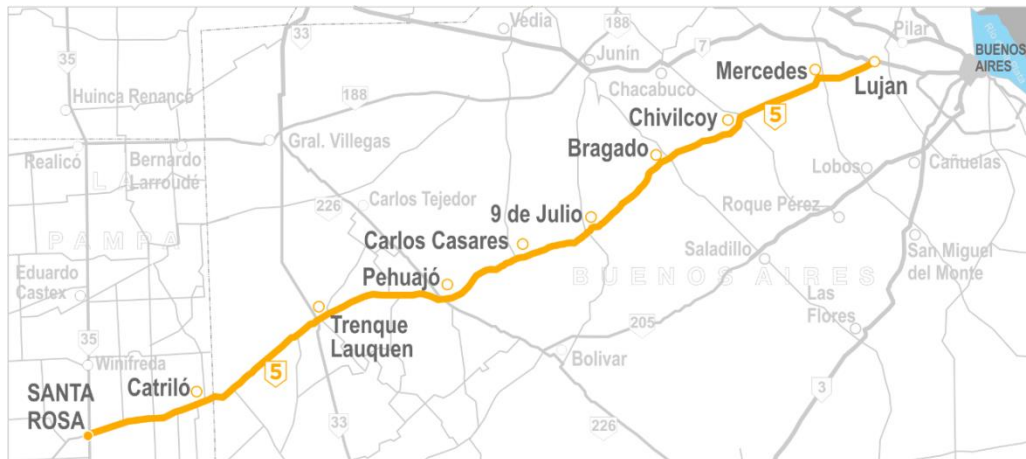 Vedia
188
33
Pilar
Río
BUENOS
AIRES
35
Junín
7
Mercedes
Lujan
Huinca Renancó
188
Chacabuco
Chivilcoy
5
Gral. Villegas
Bragado
Realicó
Bernardo
Larroudé
Lobos
Cañuelas
LA
226
Carlos Tejedor
9 de Julio
Roque Pérez
PAMPA
Carlos Casares
Saladillo
San Miguel
del Monte
Eduardo
Castex
Pehuajó
BUENOS AIRES
Las
Flores
Trenque
Lauquen
205
35
Winifreda
5
Bolivar
Catriló
3
SANTA
ROSA
33
226